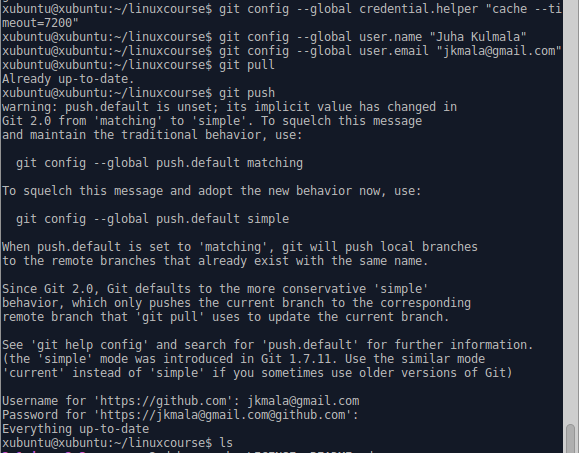 xubuntu@xubuntu:~/linuxcourse$ git config --global credential.helper "cache --ti
meout=7200"
xubuntu@xubuntu:~/linuxcourse$ git config --global user.name "Juha Kulmala"
xubuntu@xubuntu:~/linuxcourse$ git config --global user.email "jkmala@gmail.com"
xubuntu@xubuntu:~/linuxcourse$ git pull
Already up-to-date.
xubuntu@xubuntu:~/linuxcourse$ git push
warning: push.default is unset; its implicit value has changed in
Git 2.0 from 'matching' to 'simple'. To squelch this message
and maintain the traditional behavior, use:
git config --global push.default matching
To squelch this message and adopt the new behavior now, use:
git config --global push.default simple
When push.default is set to 'matching', git will push local branches
to the remote branches that already exist with the same name.
Since Git 2.0, Git defaults to the more conservative 'simple'
behavior, which only pushes the current branch to the corresponding
remote branch that 'git pull' uses to update the current branch.
See 'git help config' and search for 'push.default' for further information.
(the 'simple' mode was introduced in Git 1.7.11. Use the similar mode
'current' instead of 'simple' if you sometimes use older versions of Git)
Username for 'https://github.com': jkmala@gmail.com
Password for 'https://jkmala@gmail.com@github.com':
Everything up-to-date
xubuntu@xubuntu:~/linuxcourse$ ls